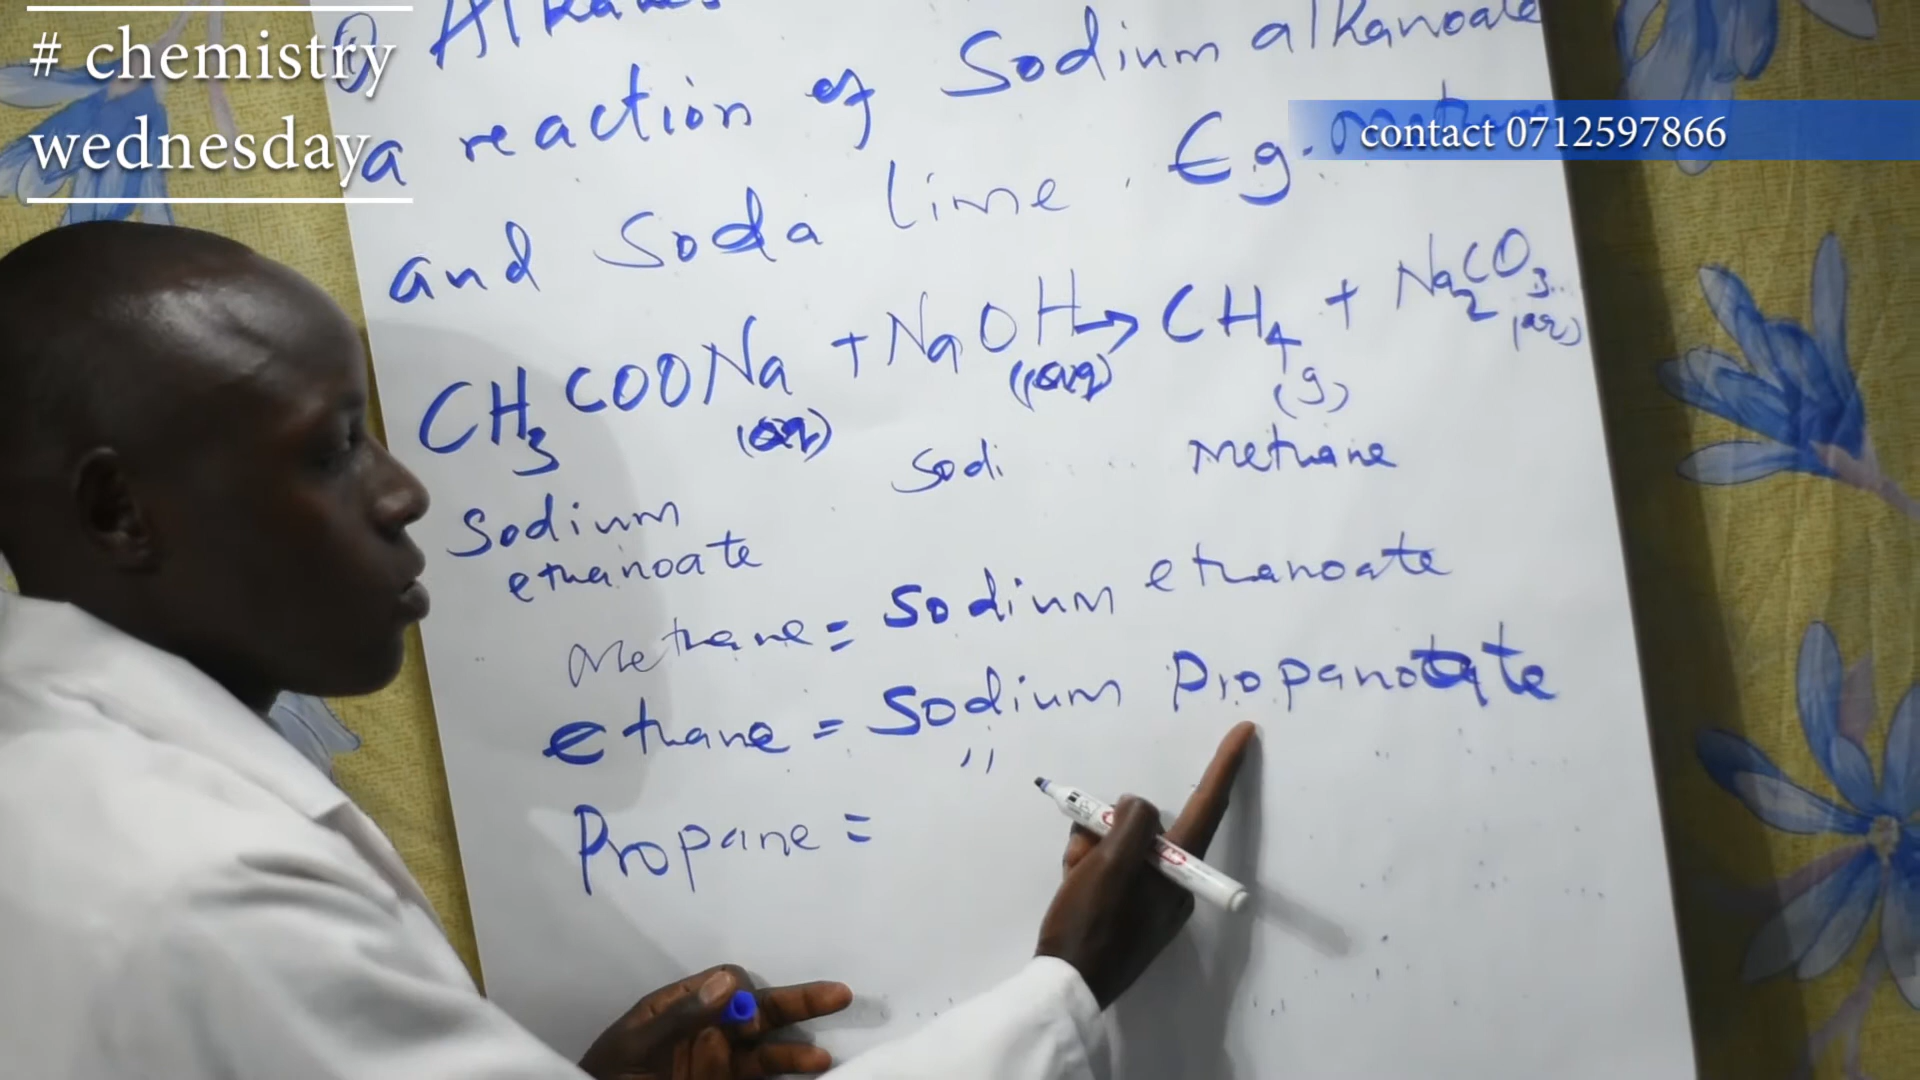 # chemistry
wednesday
contact 0712597866
a reaction of Sodium alkanoate
and Soda lime. Eg.
CH3COONa + NaOH → CH4 + Na2CO3
(aq) (aq) (g) (aq)
Sodi Methane
Sodium
ethanoate
Methane = Sodium ethanoate
ethane = Sodium Propanoate
"
Propane =